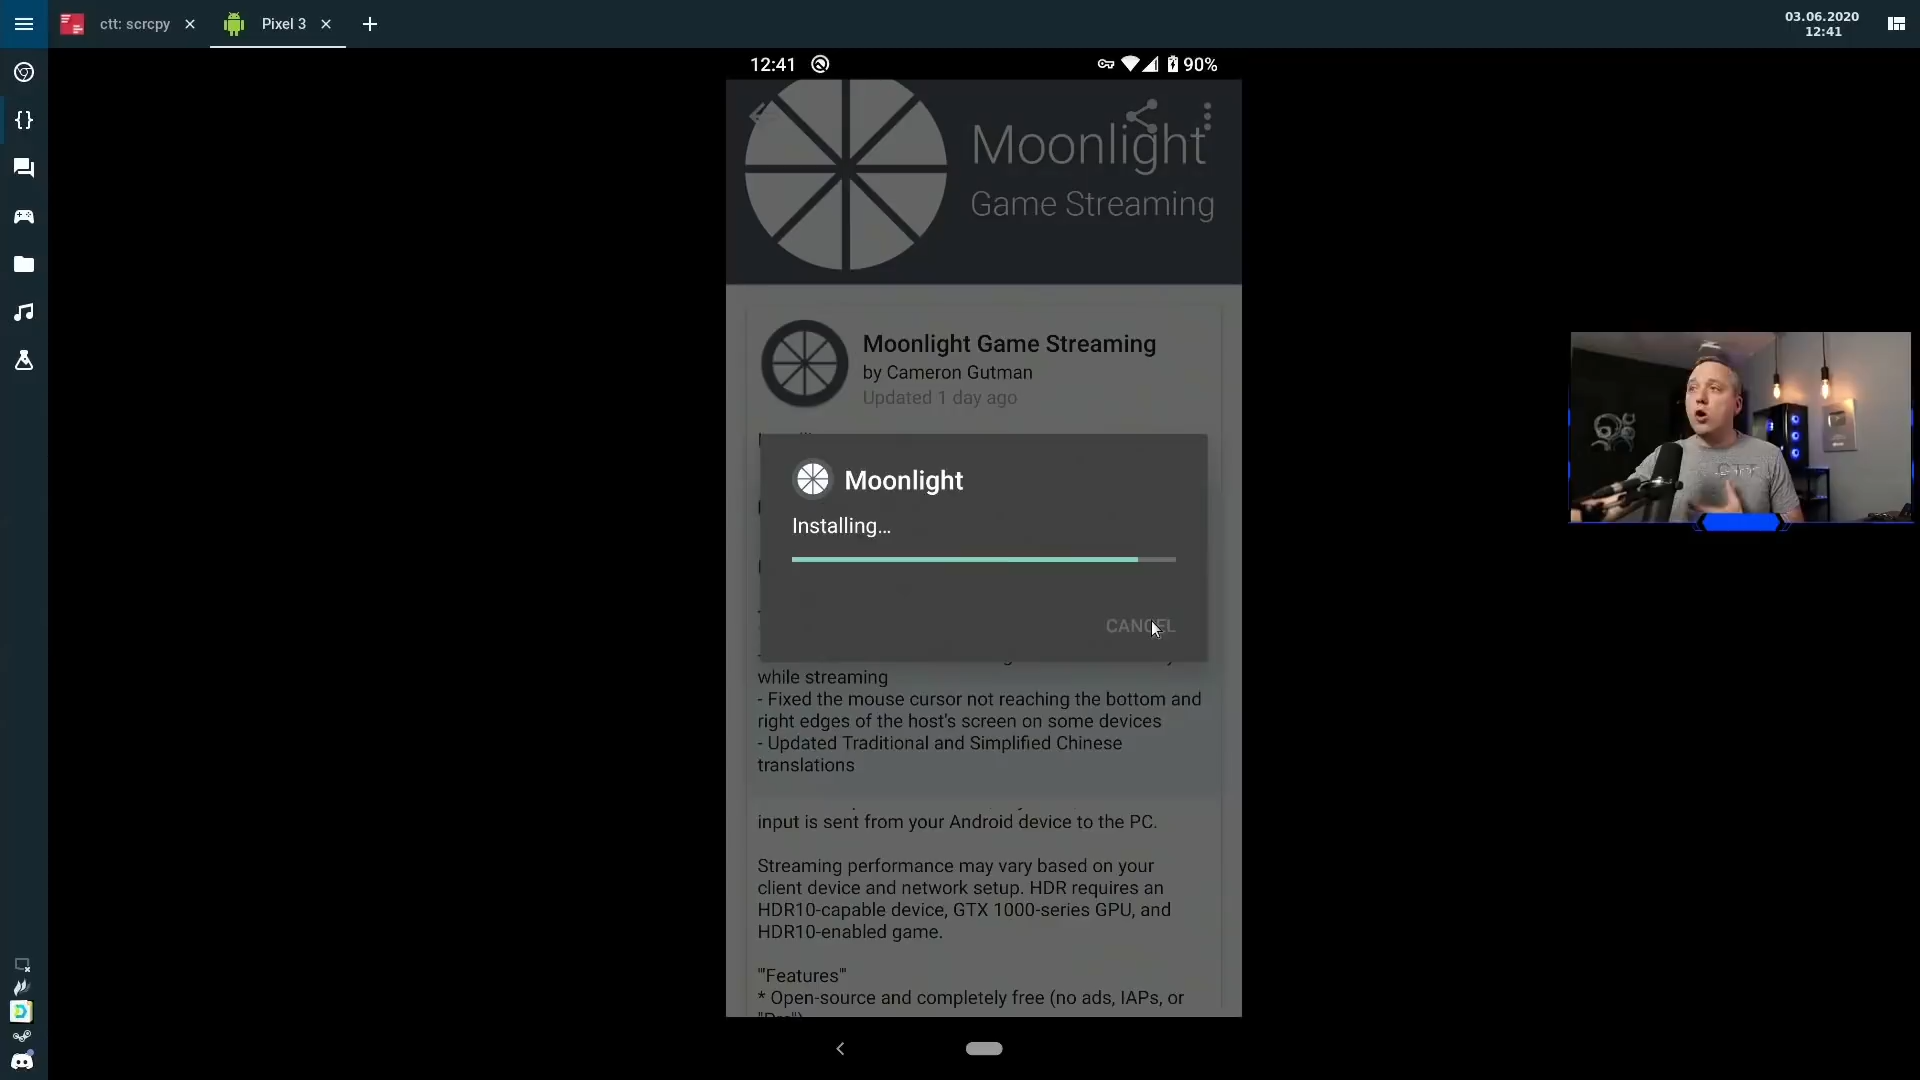 ctt: scrcpy
Pixel 3
03.06.2020
12:41
12:41
90%
Moonlight
Game Streaming
Moonlight Game Streaming
by Cameron Gutman
Updated 1 day ago
Moonlight
Installing...
CANCEL
while streaming
- Fixed the mouse cursor not reaching the bottom and
right edges of the host's screen on some devices
- Updated Traditional and Simplified Chinese
translations
input is sent from your Android device to the PC.
Streaming performance may vary based on your
client device and network setup. HDR requires an
HDR10-capable device, GTX 1000-series GPU, and
HDR10-enabled game.
'"Features"'
* Open-source and completely free (no ads, IAPs, or
CTT